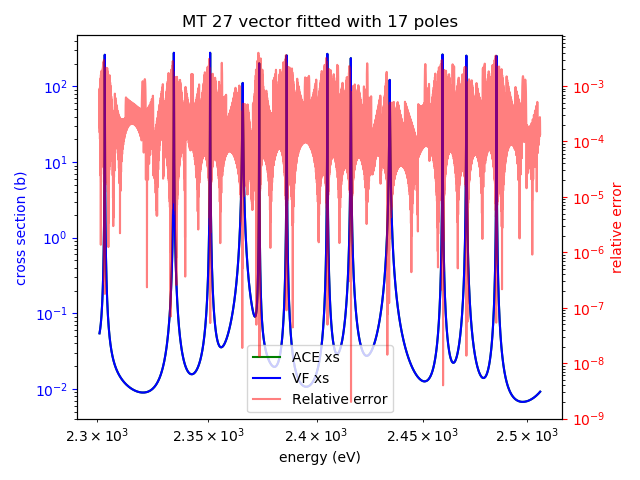 MT 27 vector fitted with 17 poles
cross section (b)
10²
10¹
10⁰
10⁻¹
10⁻²
10⁻³
10⁻⁴
10⁻⁵
10⁻⁶
10⁻⁷
10⁻⁸
10⁻⁹
relative error
ACE xs
VF xs
Relative error
2.3 × 10³ 2.35 × 10³ 2.4 × 10³ 2.45 × 10³ 2.5 × 10³
energy (eV)